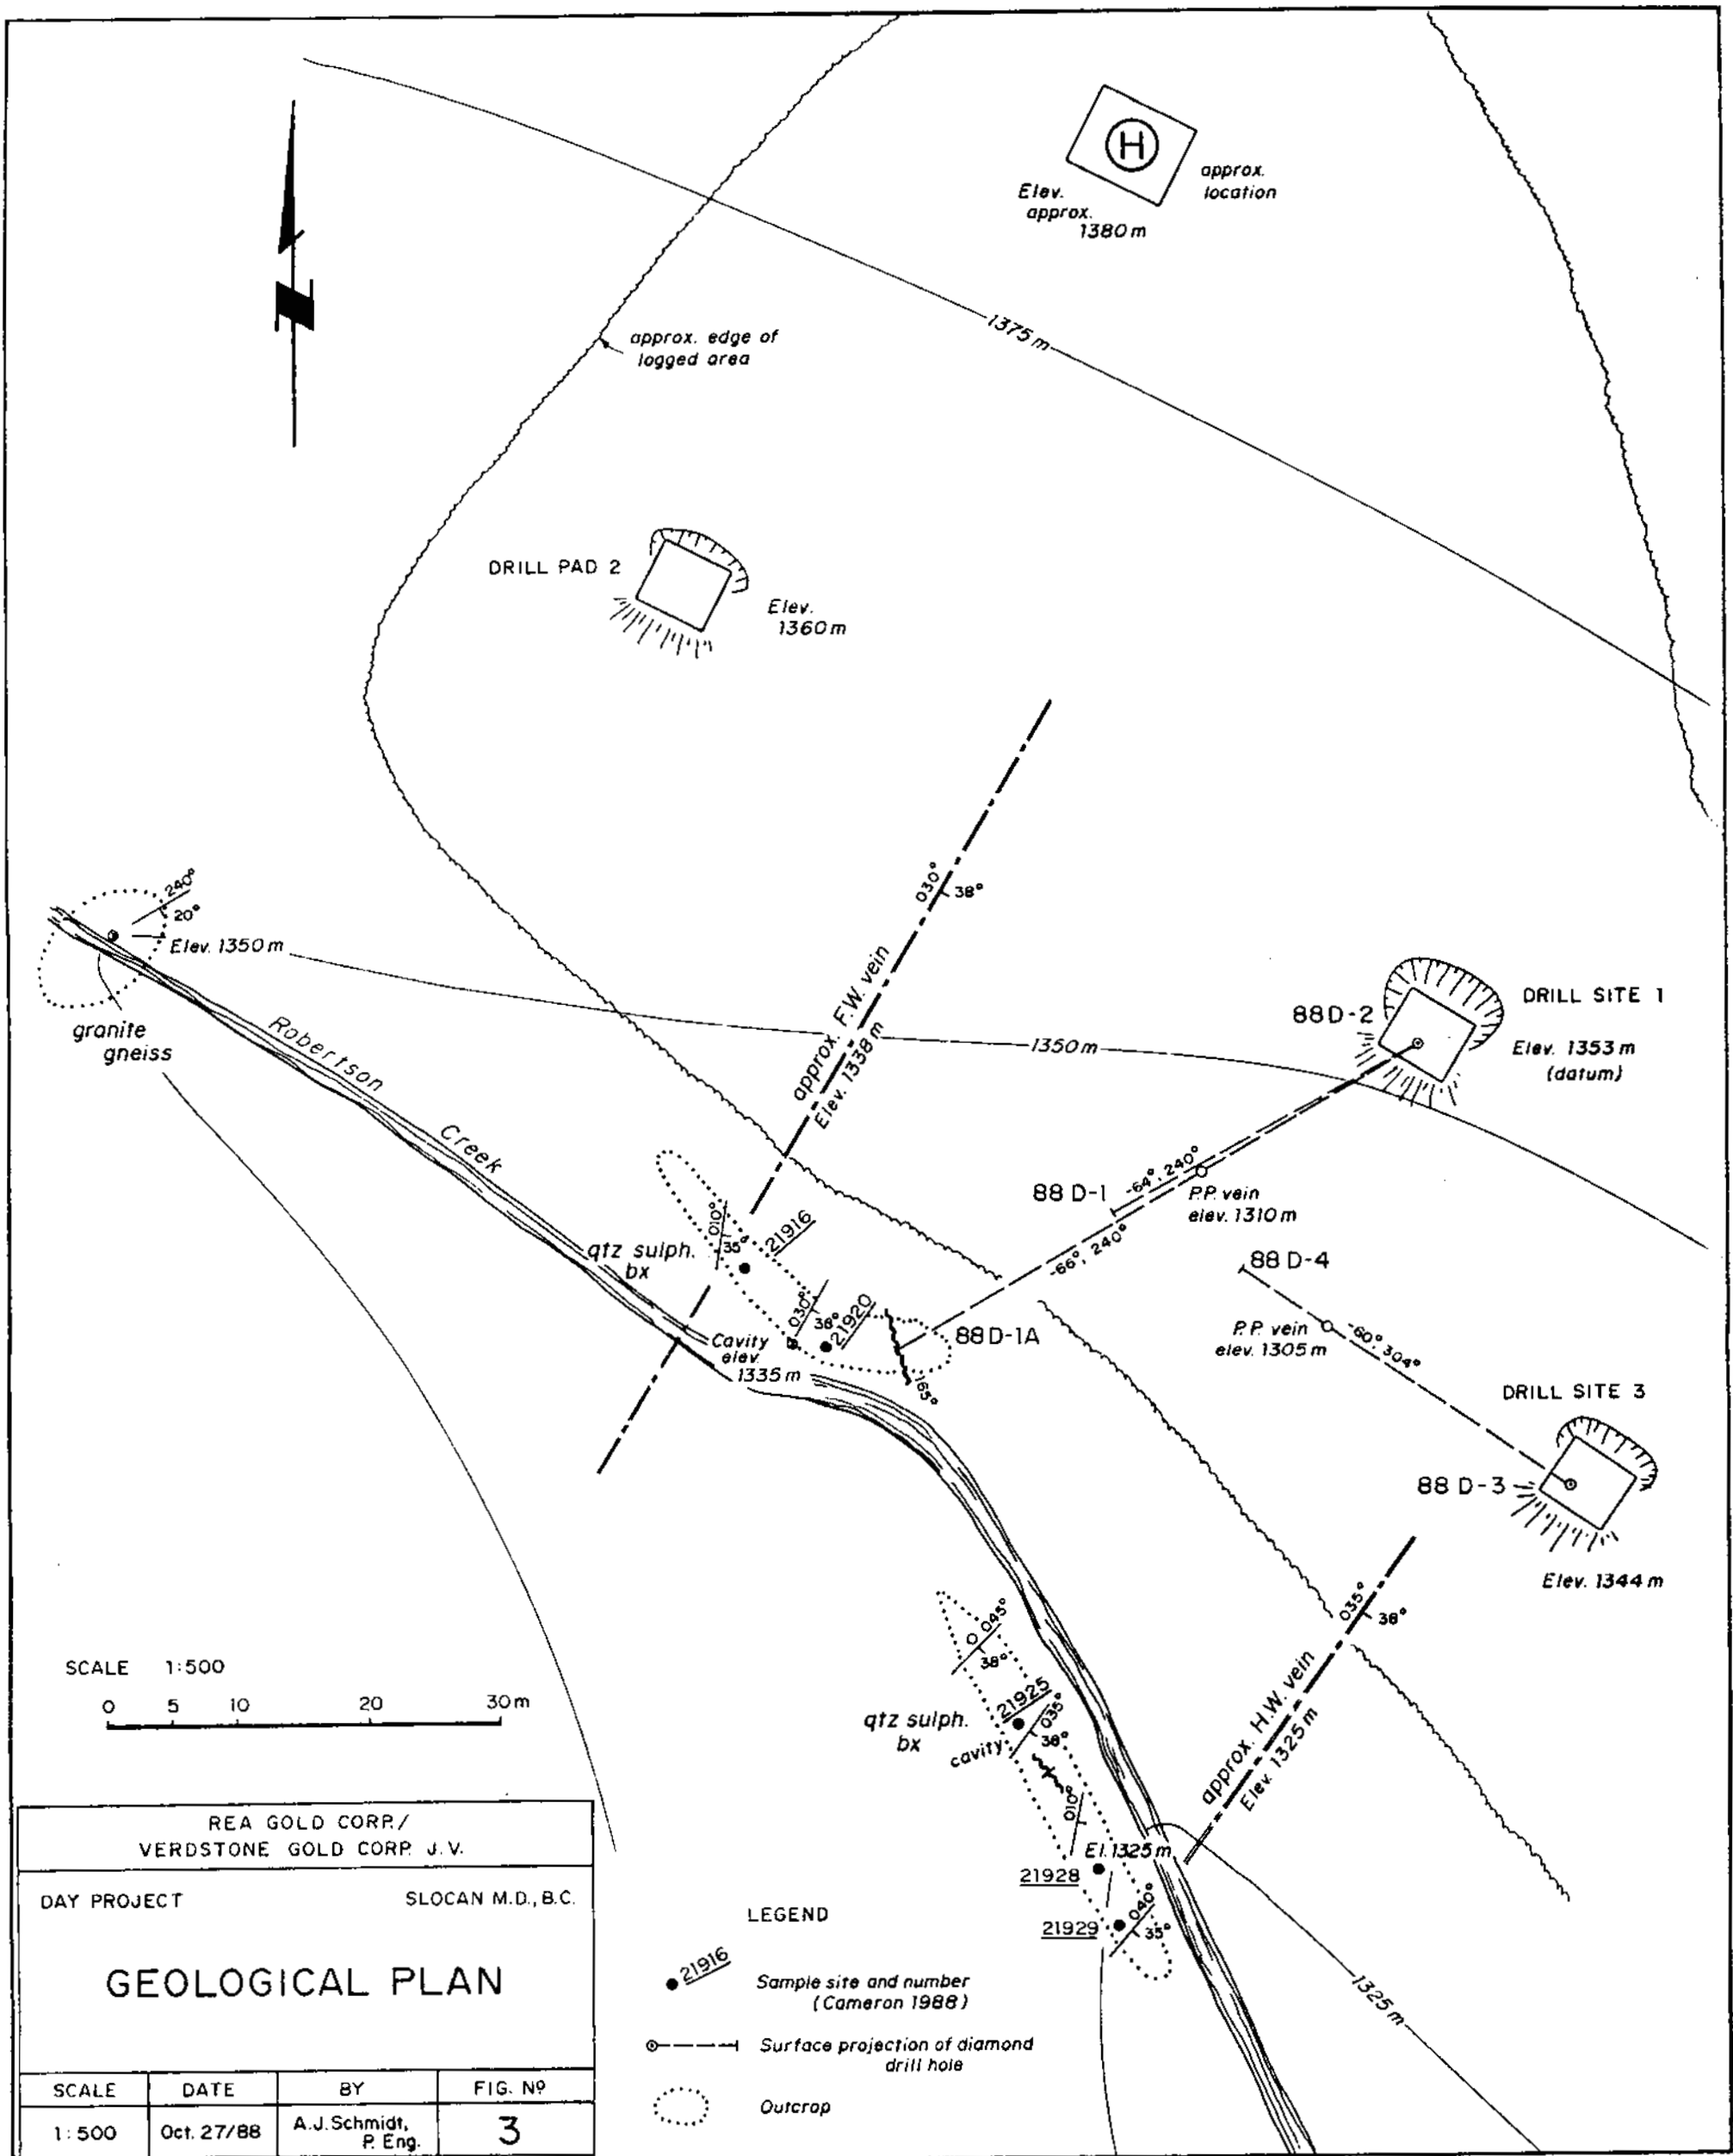 H
approx.
location
Elev.
approx.
1380 m
1375 m
approx. edge of
logged area
DRILL PAD 2
Elev.
1360 m
030°
38°
240°
20°
Elev. 1350 m
granite
gneiss
approx. F.W. vein
Elev. 1338 m
1350 m
88 D-2
DRILL SITE 1
Elev. 1353 m
(datum)
Robertson
Creek
88 D-1
-64°, 240°
P.P. vein
elev. 1310 m
-66°, 240°
010°
35°
21916
qtz sulph.
bx
030°
38°
21920
Cavity
elev.
1335 m
88 D-1A
165°
88 D-4
P.P. vein
elev. 1305 m
-60°, 304°
DRILL SITE 3
88 D-3
Elev. 1344 m
035°
38°
approx. H.W. vein
Elev. 1325 m
045°
38°
21925
035°
38°
qtz sulph.
bx
cavity
010°
El. 1325 m
21928
21929
040°
35°
1325 m
SCALE 1:500
0 5 10 20 30 m
REA GOLD CORP./
VERDSTONE GOLD CORP. J.V.
DAY PROJECT SLOCAN M.D., B.C.
GEOLOGICAL PLAN
SCALE DATE BY FIG. Nº
1:500 Oct. 27/88 A.J. Schmidt, 3
P. Eng.
LEGEND
21916
Sample site and number
(Cameron 1988)
Surface projection of diamond
drill hole
Outcrop